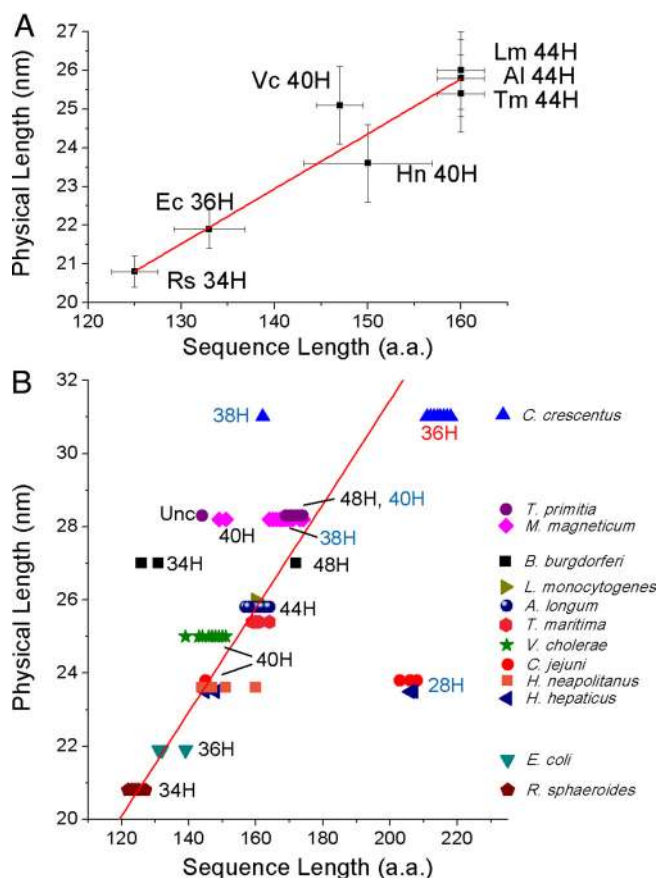 A
Physical Length (nm)
27
26
25
24
23
22
21
20
Lm 44H
Al 44H
Tm 44H
Vc 40H
Hn 40H
Ec 36H
Rs 34H
120 130 140 150 160
Sequence Length (a.a.)
B
Physical Length (nm)
32
30
28
26
24
22
20
38H
36H
C. crescentus
Unc
48H, 40H
T. primitia
40H
38H
M. magneticum
34H
48H
B. burgdorferi
L. monocytogenes
44H
A. longum
T. maritima
V. cholerae
40H
C. jejuni
28H
H. neapolitanus
H. hepaticus
36H
E. coli
34H
R. sphaeroides
120 140 160 180 200 220
Sequence Length (a.a.)